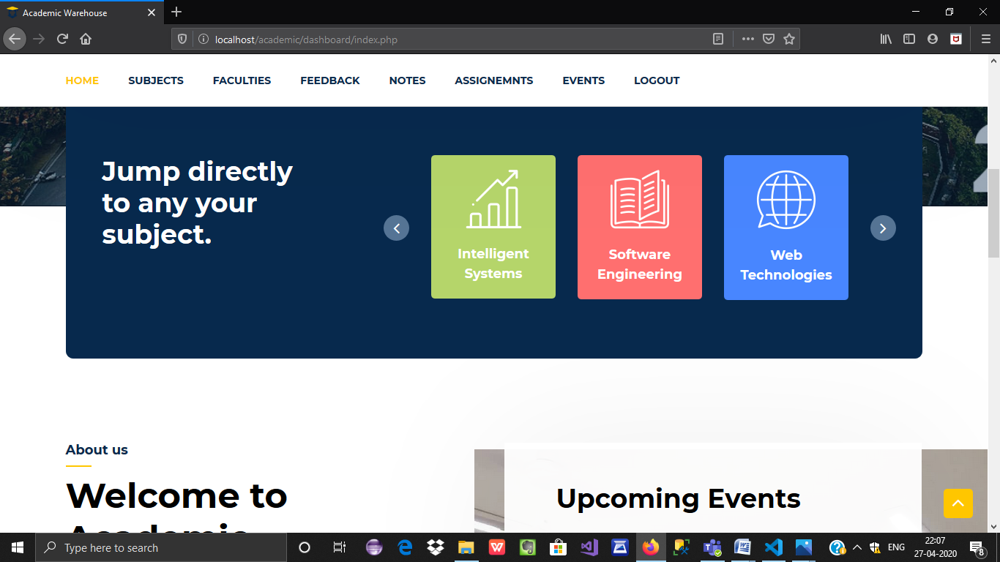 Academic Warehouse
localhost/academic/dashboard/index.php
HOME SUBJECTS FACULTIES FEEDBACK NOTES ASSIGNEMNTS EVENTS LOGOUT
Jump directly
to any your
subject.
Intelligent
Systems
Software
Engineering
Web
Technologies
2
About us
Welcome to
Academic
Upcoming Events
Type here to search
ENG
22:07
27-04-2020
8